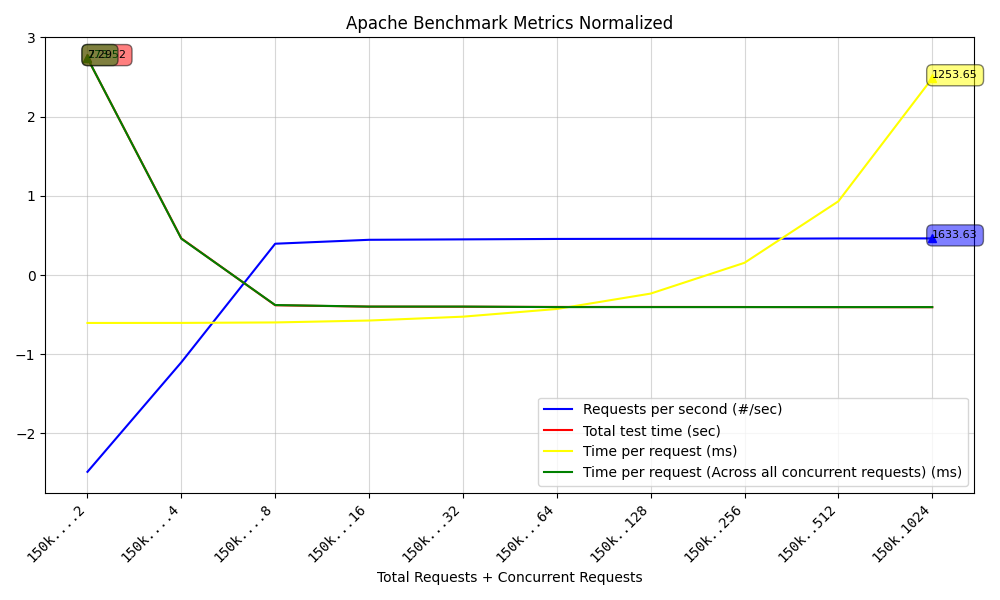 Apache Benchmark Metrics Normalized
3
2
1
0
−1
−2
1253.65
1633.63
Requests per second (#/sec)
Total test time (sec)
Time per request (ms)
Time per request (Across all concurrent requests) (ms)
150k....2
150k....4
150k....8
150k...16
150k...32
150k...64
150k..128
150k..256
150k..512
150k.1024
Total Requests + Concurrent Requests